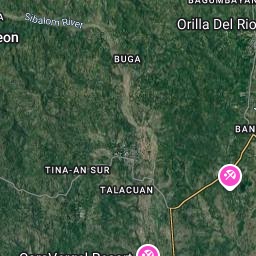 BAGUMBAYAN
Sibalom River
Orilla Del Rio
eon
BUGA
BAN
TINA-AN SUR
TALACUAN